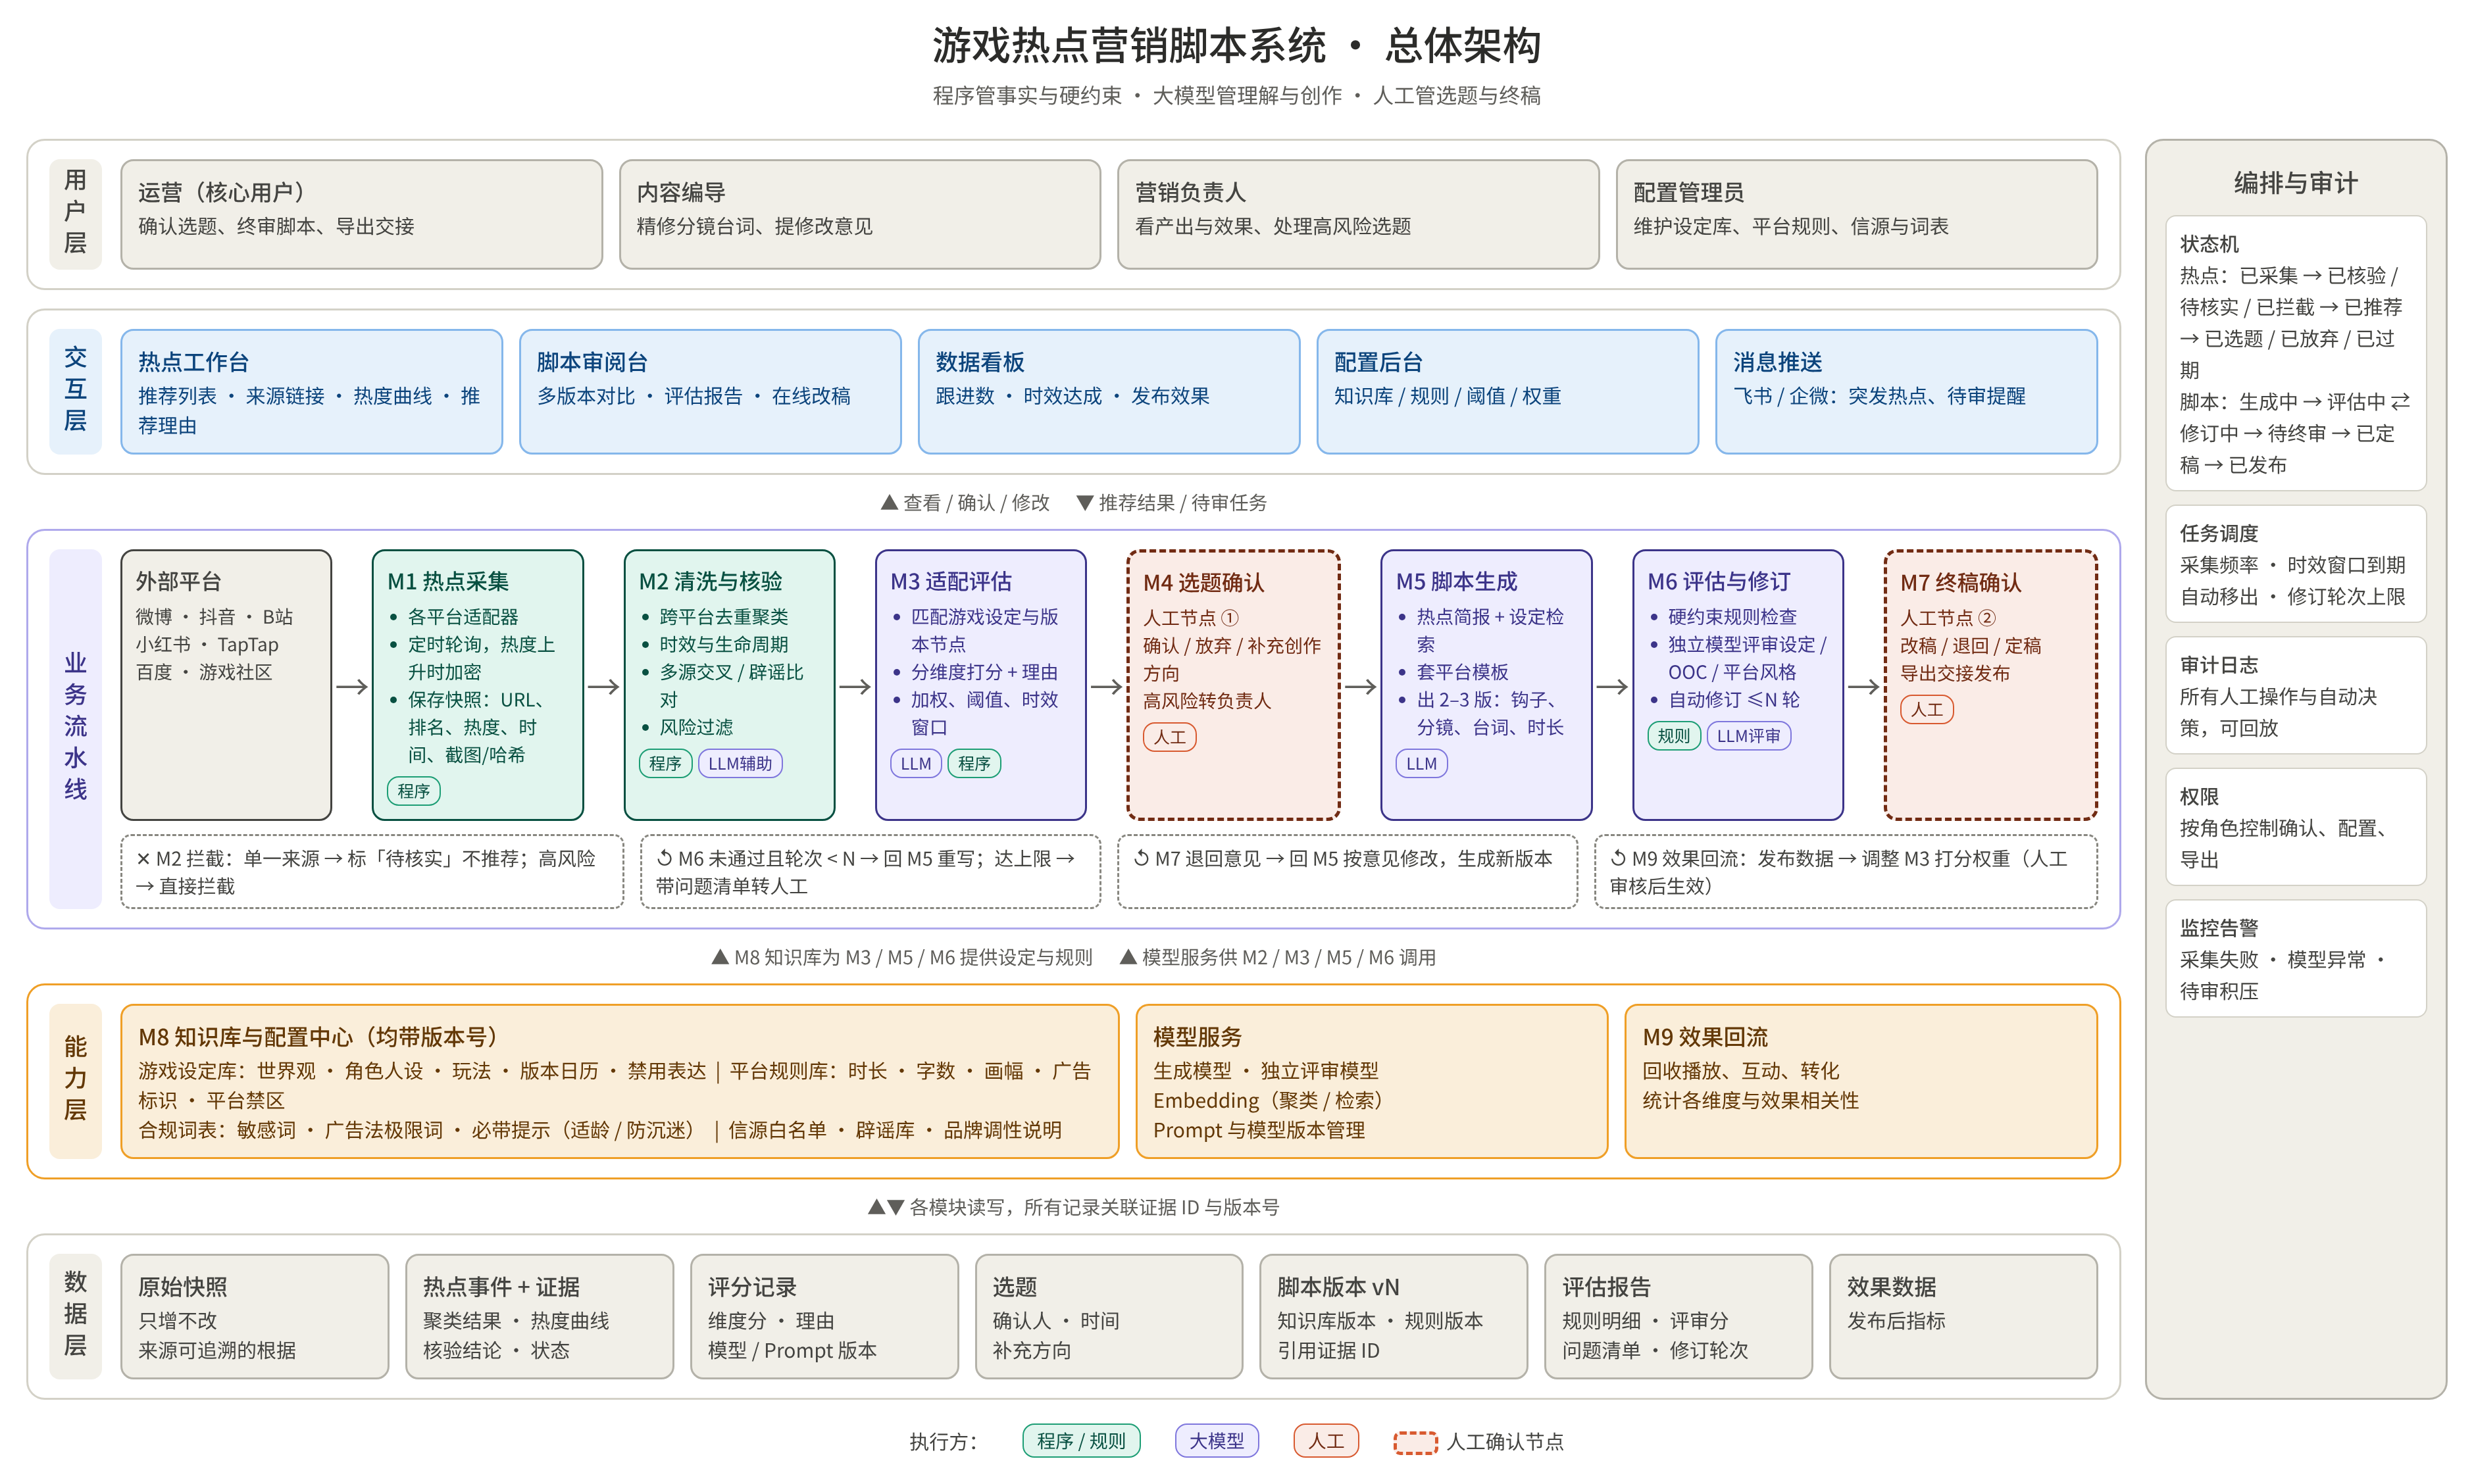 游戏热点营销脚本系统 · 总体架构
程序管事实与硬约束 · 大模型管理解与创作 · 人工管选题与终稿
用户层
运营（核心用户）
确认选题、终审脚本、导出交接
内容编导
精修分镜台词、提修改意见
营销负责人
看产出与效果、处理高风险选题
配置管理员
维护设定库、平台规则、信源与词表
交互层
热点工作台
推荐列表 · 来源链接 · 热度曲线 · 推
荐理由
脚本审阅台
多版本对比 · 评估报告 · 在线改稿
数据看板
跟进数 · 时效达成 · 发布效果
配置后台
知识库 / 规则 / 阈值 / 权重
消息推送
飞书 / 企微：突发热点、待审提醒
▲ 查看 / 确认 / 修改 ▼ 推荐结果 / 待审任务
业务流水线
外部平台
微博 · 抖音 · B站
小红书 · TapTap
百度 · 游戏社区
→
M1 热点采集
• 各平台适配器
• 定时轮询，热度上
升时加密
• 保存快照：URL、
排名、热度、时
间、截图/哈希
程序
→
M2 清洗与核验
• 跨平台去重聚类
• 时效与生命周期
• 多源交叉 / 辟谣比
对
• 风险过滤
程序 LLM辅助
→
M3 适配评估
• 匹配游戏设定与版
本节点
• 分维度打分 + 理由
• 加权、阈值、时效
窗口
LLM 程序
→
M4 选题确认
人工节点 ①
确认 / 放弃 / 补充创作
方向
高风险转负责人
人工
→
M5 脚本生成
• 热点简报 + 设定检
索
• 套平台模板
• 出 2–3 版：钩子、
分镜、台词、时长
LLM
→
M6 评估与修订
• 硬约束规则检查
• 独立模型评审设定 /
OOC / 平台风格
• 自动修订 ≤N 轮
规则 LLM评审
→
M7 终稿确认
人工节点 ②
改稿 / 退回 / 定稿
导出交接发布
人工
✕ M2 拦截：单一来源 → 标「待核实」不推荐；高风险
→ 直接拦截
↺ M6 未通过且轮次 < N → 回 M5 重写；达上限 →
带问题清单转人工
↺ M7 退回意见 → 回 M5 按意见修改，生成新版本
↺ M9 效果回流：发布数据 → 调整 M3 打分权重（人工
审核后生效）
▲ M8 知识库为 M3 / M5 / M6 提供设定与规则 ▲ 模型服务供 M2 / M3 / M5 / M6 调用
能力层
M8 知识库与配置中心（均带版本号）
游戏设定库：世界观 · 角色人设 · 玩法 · 版本日历 · 禁用表达 | 平台规则库：时长 · 字数 · 画幅 · 广告
标识 · 平台禁区
合规词表：敏感词 · 广告法极限词 · 必带提示（适龄 / 防沉迷） | 信源白名单 · 辟谣库 · 品牌调性说明
模型服务
生成模型 · 独立评审模型
Embedding（聚类 / 检索）
Prompt 与模型版本管理
M9 效果回流
回收播放、互动、转化
统计各维度与效果相关性
▲▼ 各模块读写，所有记录关联证据 ID 与版本号
数据层
原始快照
只增不改
来源可追溯的根据
热点事件 + 证据
聚类结果 · 热度曲线
核验结论 · 状态
评分记录
维度分 · 理由
模型 / Prompt 版本
选题
确认人 · 时间
补充方向
脚本版本 vN
知识库版本 · 规则版本
引用证据 ID
评估报告
规则明细 · 评审分
问题清单 · 修订轮次
效果数据
发布后指标
编排与审计
状态机
热点：已采集 → 已核验 /
待核实 / 已拦截 → 已推荐
→ 已选题 / 已放弃 / 已过
期
脚本：生成中 → 评估中 ⇄
修订中 → 待终审 → 已定
稿 → 已发布
任务调度
采集频率 · 时效窗口到期
自动移出 · 修订轮次上限
审计日志
所有人工操作与自动决
策，可回放
权限
按角色控制确认、配置、
导出
监控告警
采集失败 · 模型异常 ·
待审积压
执行方： 程序 / 规则 大模型 人工 人工确认节点